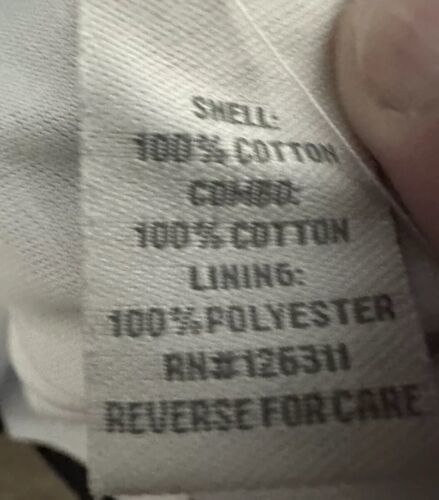 SHELL:
100% COTTON
COMBO:
100% COTTON
LINING:
100% POLYESTER
RN#126311
REVERSE FOR CARE